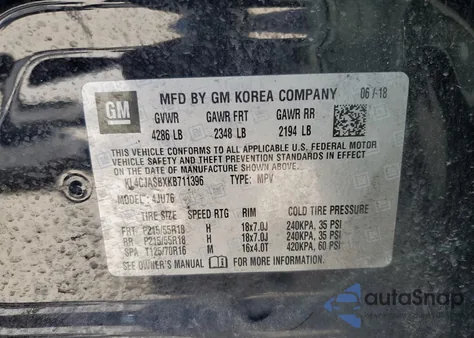 GM
MFD BY GM KOREA COMPANY 06/18
GVWR GAWR FRT GAWR RR
4286 LB 2348 LB 2194 LB
THIS VEHICLE CONFORMS TO ALL APPLICABLE U.S. FEDERAL MOTOR
VEHICLE SAFETY, BUMPER, AND THEFT PREVENTION STANDARDS IN
EFFECT ON THE DATE OF MANUFACTURE SHOWN ABOVE.
KL4CJASBXKB711396 TYPE: MPV
MODEL: 4JU76
TIRE SIZE SPEED RTG RIM COLD TIRE PRESSURE
FRT P215/55R18 H 18x7.0J 240KPA, 35 PSI
RR P215/55R18 H 18x7.0J 240KPA, 35 PSI
SPA T125/70R16 M 16x4.0T 420KPA, 60 PSI
SEE OWNER'S MANUAL FOR MORE INFORMATION
autoSnap